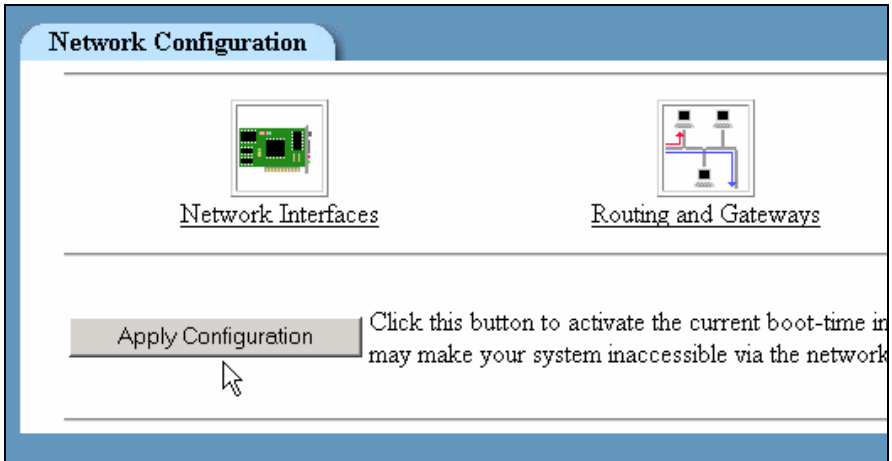 Network Configuration
Network Interfaces
Routing and Gateways
Apply Configuration
Click this button to activate the current boot-time
may make your system inaccessible via the network